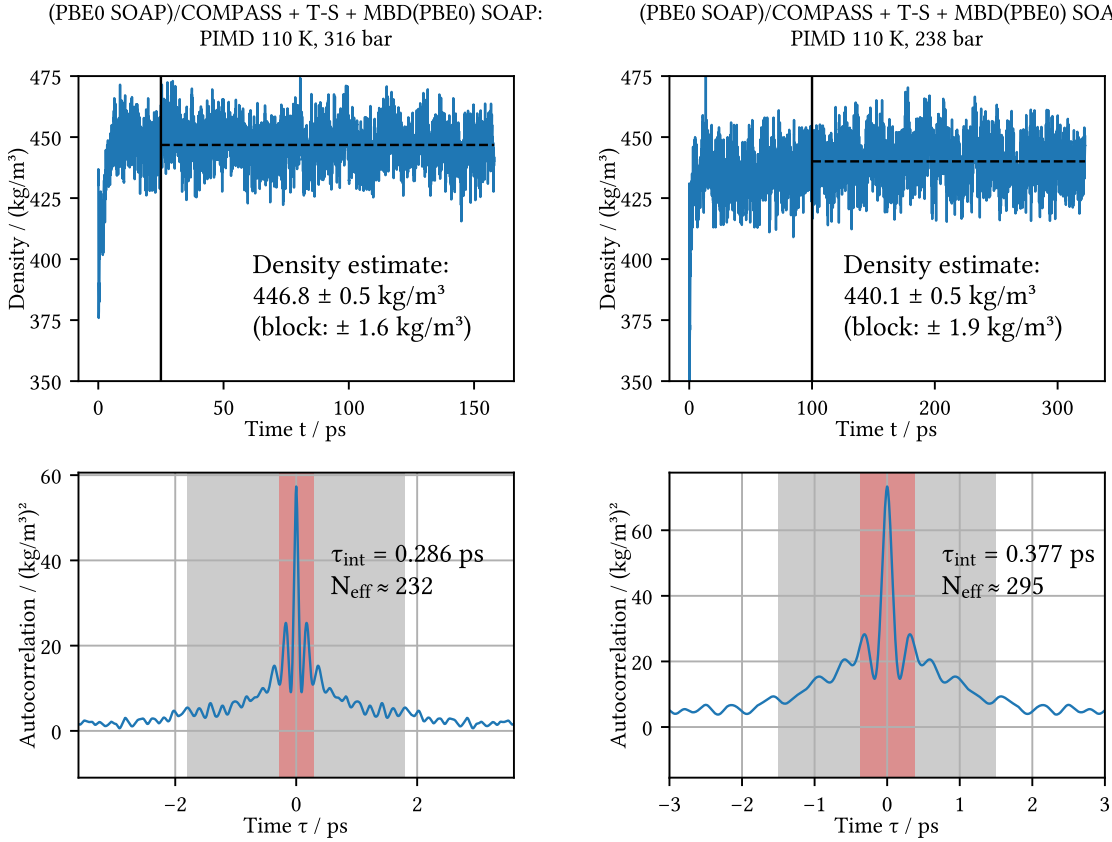 (PBE0 SOAP)/COMPASS + T-S + MBD(PBE0) SOAP:
PIMD 110 K, 316 bar
475
450
425
400
375
350
Density / (kg/m³)
Density estimate:
446.8 ± 0.5 kg/m³
(block: ± 1.6 kg/m³)
0 50 100 150
Time t / ps
(PBE0 SOAP)/COMPASS + T-S + MBD(PBE0) SOA
PIMD 110 K, 238 bar
475
450
425
400
375
350
Density / (kg/m³)
Density estimate:
440.1 ± 0.5 kg/m³
(block: ± 1.9 kg/m³)
0 100 200 300
Time t / ps
60
40
20
0
Autocorrelation / (kg/m³)²
τint = 0.286 ps
Neff ≈ 232
−2 0 2
Time τ / ps
60
40
20
0
Autocorrelation / (kg/m³)²
τint = 0.377 ps
Neff ≈ 295
−3 −2 −1 0 1 2 3
Time τ / ps